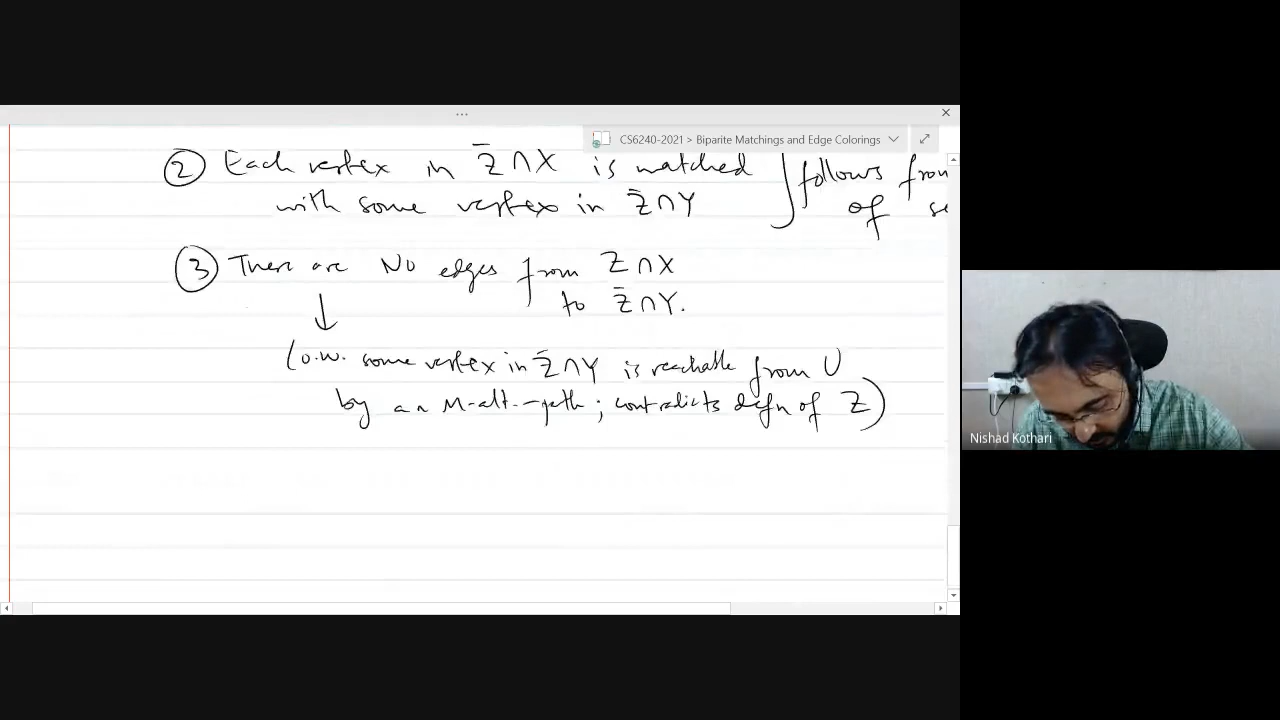 CS6240-2021 > Biparite Matchings and Edge Colorings
② Each vertex in Z̄∩X is matched
with some vertex in Z̄∩Y
follows from
of
③ There are No edges from Z∩X
to Z̄∩Y.
↓
(o.w. some vertex in Z̄∩Y is reachable from U
by an M-alt.-path; contradicts defn of Z)
Nishad Kothari